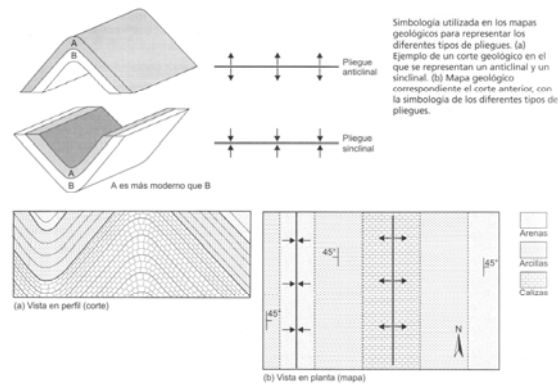 A
B
Pliegue
anticlinal
Simbología utilizada en los mapas
geológicos para representar los
diferentes tipos de pliegues. (a)
Ejemplo de un corte geológico en el
que se representan un anticlinal y un
sinclinal. (b) Mapa geológico
correspondiente el corte anterior, con
la simbología de los diferentes tipos de
pliegues.
Pliegue
sinclinal
A
B
A es más moderno que B
(a) Vista en perfil (corte)
45°
45°
45°
N
(b) Vista en planta (mapa)
Arenas
Arcillas
Calizas